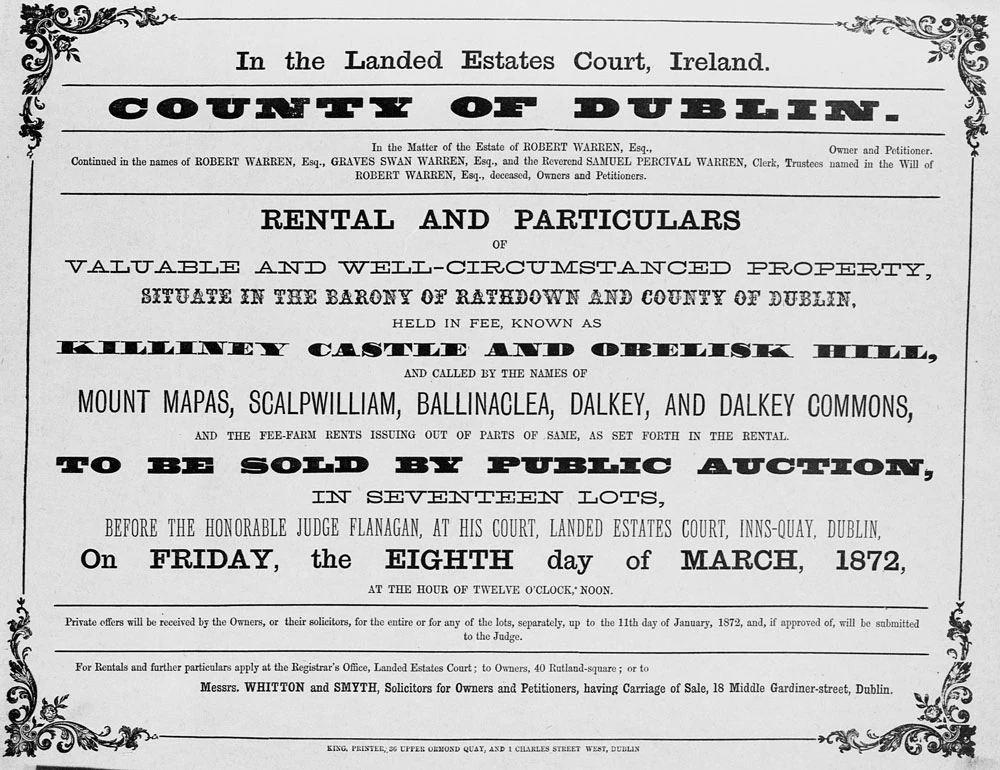 In the Landed Estates Court, Ireland.
COUNTY OF DUBLIN.
In the Matter of the Estate of ROBERT WARREN, Esq., Owner and Petitioner.
Continued in the names of ROBERT WARREN, Esq., GRAVES SWAN WARREN, Esq., and the Reverend SAMUEL PERCIVAL WARREN, Clerk, Trustees named in the Will of
ROBERT WARREN, Esq., deceased, Owners and Petitioners.
RENTAL AND PARTICULARS
OF
VALUABLE AND WELL-CIRCUMSTANCED PROPERTY,
SITUATE IN THE BARONY OF RATHDOWN AND COUNTY OF DUBLIN,
HELD IN FEE, KNOWN AS
KILLINEY CASTLE AND OBELISK HILL,
AND CALLED BY THE NAMES OF
MOUNT MAPAS, SCALPWILLIAM, BALLINACLEA, DALKEY, AND DALKEY COMMONS,
AND THE FEE-FARM RENTS ISSUING OUT OF PARTS OF SAME, AS SET FORTH IN THE RENTAL.
TO BE SOLD BY PUBLIC AUCTION,
IN SEVENTEEN LOTS,
BEFORE THE HONORABLE JUDGE FLANAGAN, AT HIS COURT, LANDED ESTATES COURT, INNS-QUAY, DUBLIN,
On FRIDAY, the EIGHTH day of MARCH, 1872,
AT THE HOUR OF TWELVE O'CLOCK, NOON.
Private offers will be received by the Owners, or their solicitors, for the entire or for any of the lots, separately, up to the 11th day of January, 1872, and, if approved of, will be submitted
to the Judge.
For Rentals and further particulars apply at the Registrar's Office, Landed Estates Court; to Owners, 40 Rutland-square; or to
Messrs. WHITTON and SMYTH, Solicitors for Owners and Petitioners, having Carriage of Sale, 18 Middle Gardiner-street, Dublin.
KING, PRINTER, 36 UPPER ORMOND QUAY, AND 1 CHARLES STREET WEST, DUBLIN